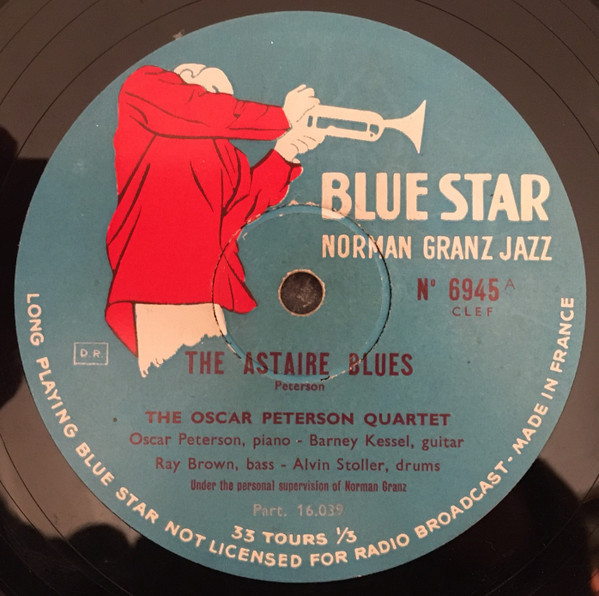 BLUE STAR
NORMAN GRANZ JAZZ
N° 6945 A
CLEF
D.R.
THE ASTAIRE BLUES
Peterson
THE OSCAR PETERSON QUARTET
Oscar Peterson, piano - Barney Kessel, guitar
Ray Brown, bass - Alvin Stoller, drums
Under the personal supervision of Norman Granz
Part. 16.039
33 TOURS 1/3
LONG PLAYING BLUE STAR NOT LICENSED FOR RADIO BROADCAST - MADE IN FRANCE